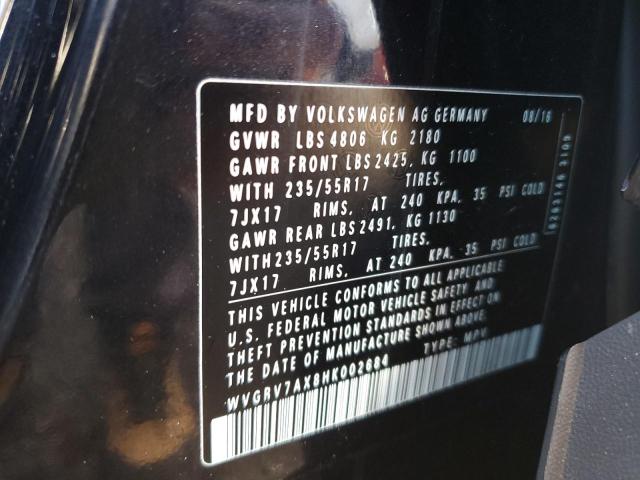 MFD BY VOLKSWAGEN AG GERMANY 08/16
GVWR LBS 4806 KG 2180
GAWR FRONT LBS 2425, KG 1100
WITH 235/55R17 TIRES,
7JX17 RIMS, AT 240 KPA, 35 PSI COLD
GAWR REAR LBS 2491, KG 1130
WITH 235/55R17 TIRES,
7JX17 RIMS, AT 240 KPA, 35 PSI COLD
THIS VEHICLE CONFORMS TO ALL APPLICABLE
U.S. FEDERAL MOTOR VEHICLE SAFETY AND
THEFT PREVENTION STANDARDS IN EFFECT ON
THE DATE OF MANUFACTURE SHOWN ABOVE.
WVGRV7AX8HK002684 TYPE: MPV